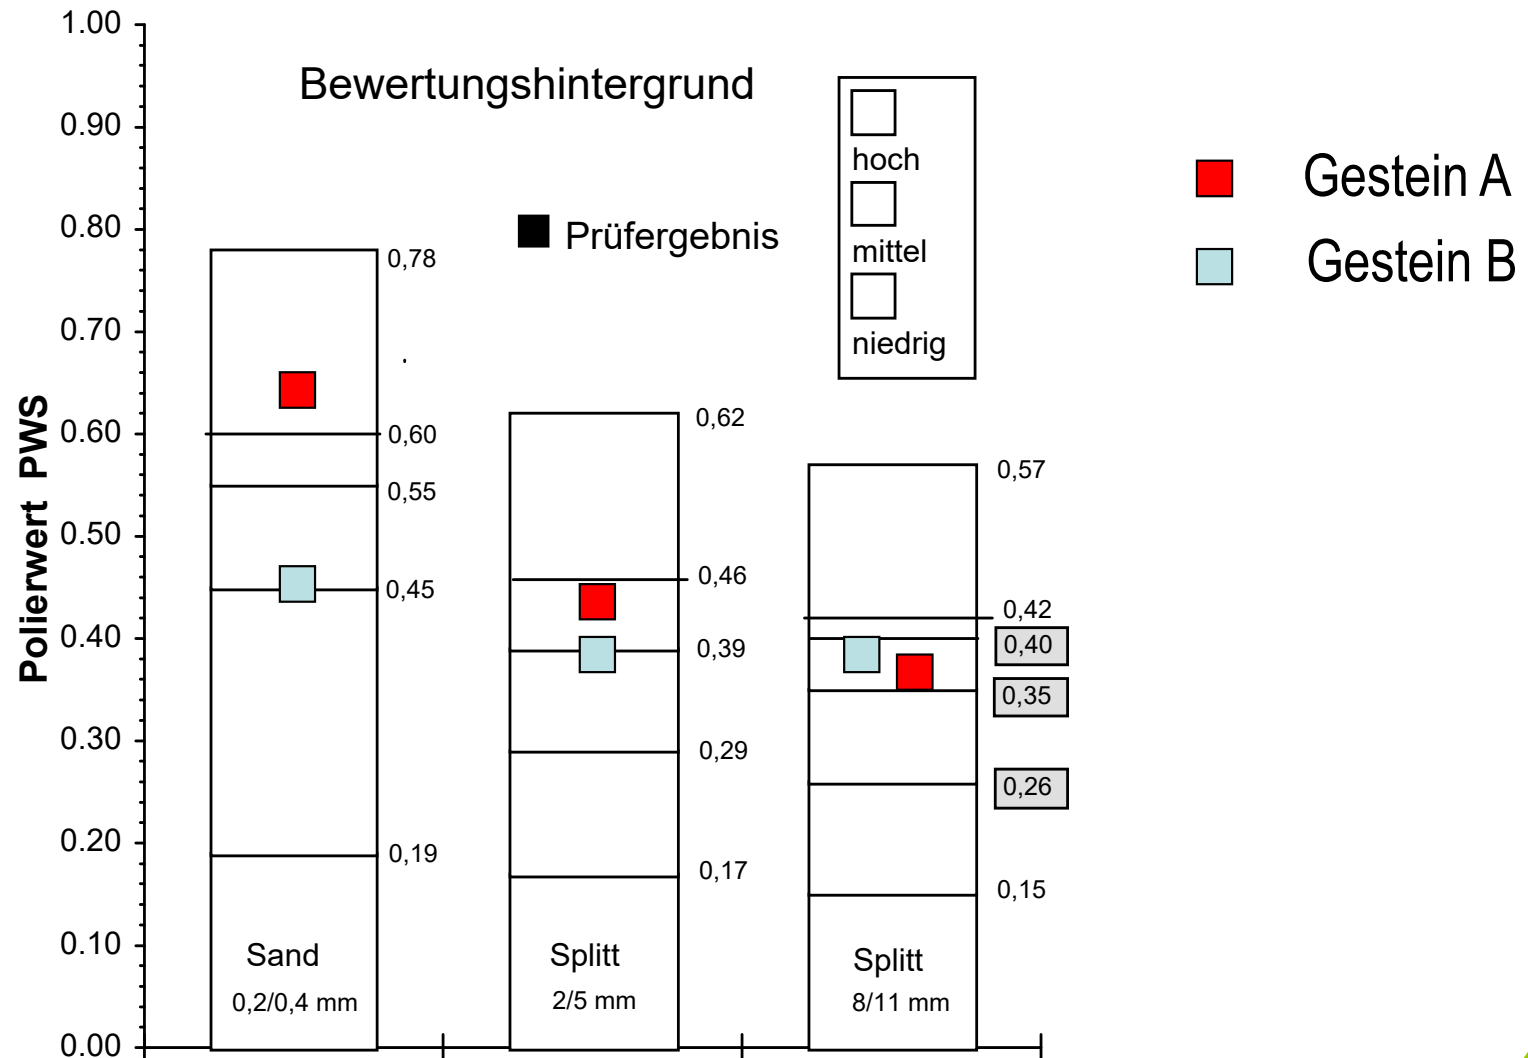 1.00
0.90
0.80
0.70
0.60
0.50
0.40
0.30
0.20
0.10
0.00
Polierwert PWS
Bewertungshintergrund
Prüfergebnis
hoch
mittel
niedrig
Gestein A
Gestein B
0,78
0,60
0,55
0,45
0,19
Sand
0,2/0,4 mm
0,62
0,46
0,39
0,29
0,17
Splitt
2/5 mm
0,57
0,42
0,40
0,35
0,26
0,15
Splitt
8/11 mm